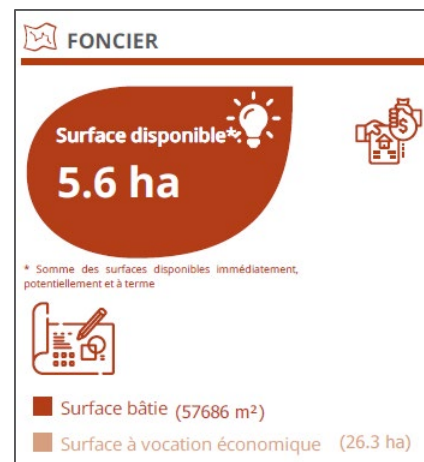 FONCIER
Surface disponible*:
5.6 ha
* Somme des surfaces disponibles immédiatement,
potentiellement et à terme
Surface bâtie (57686 m²)
Surface à vocation économique (26.3 ha)